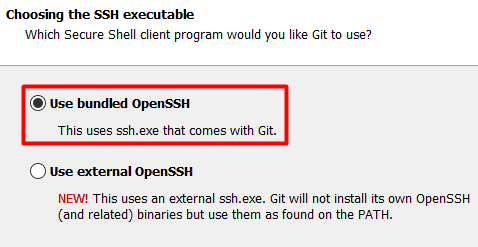 Choosing the SSH executable
Which Secure Shell client program would you like Git to use?
Use bundled OpenSSH
This uses ssh.exe that comes with Git.
Use external OpenSSH
NEW! This uses an external ssh.exe. Git will not install its own OpenSSH
(and related) binaries but use them as found on the PATH.